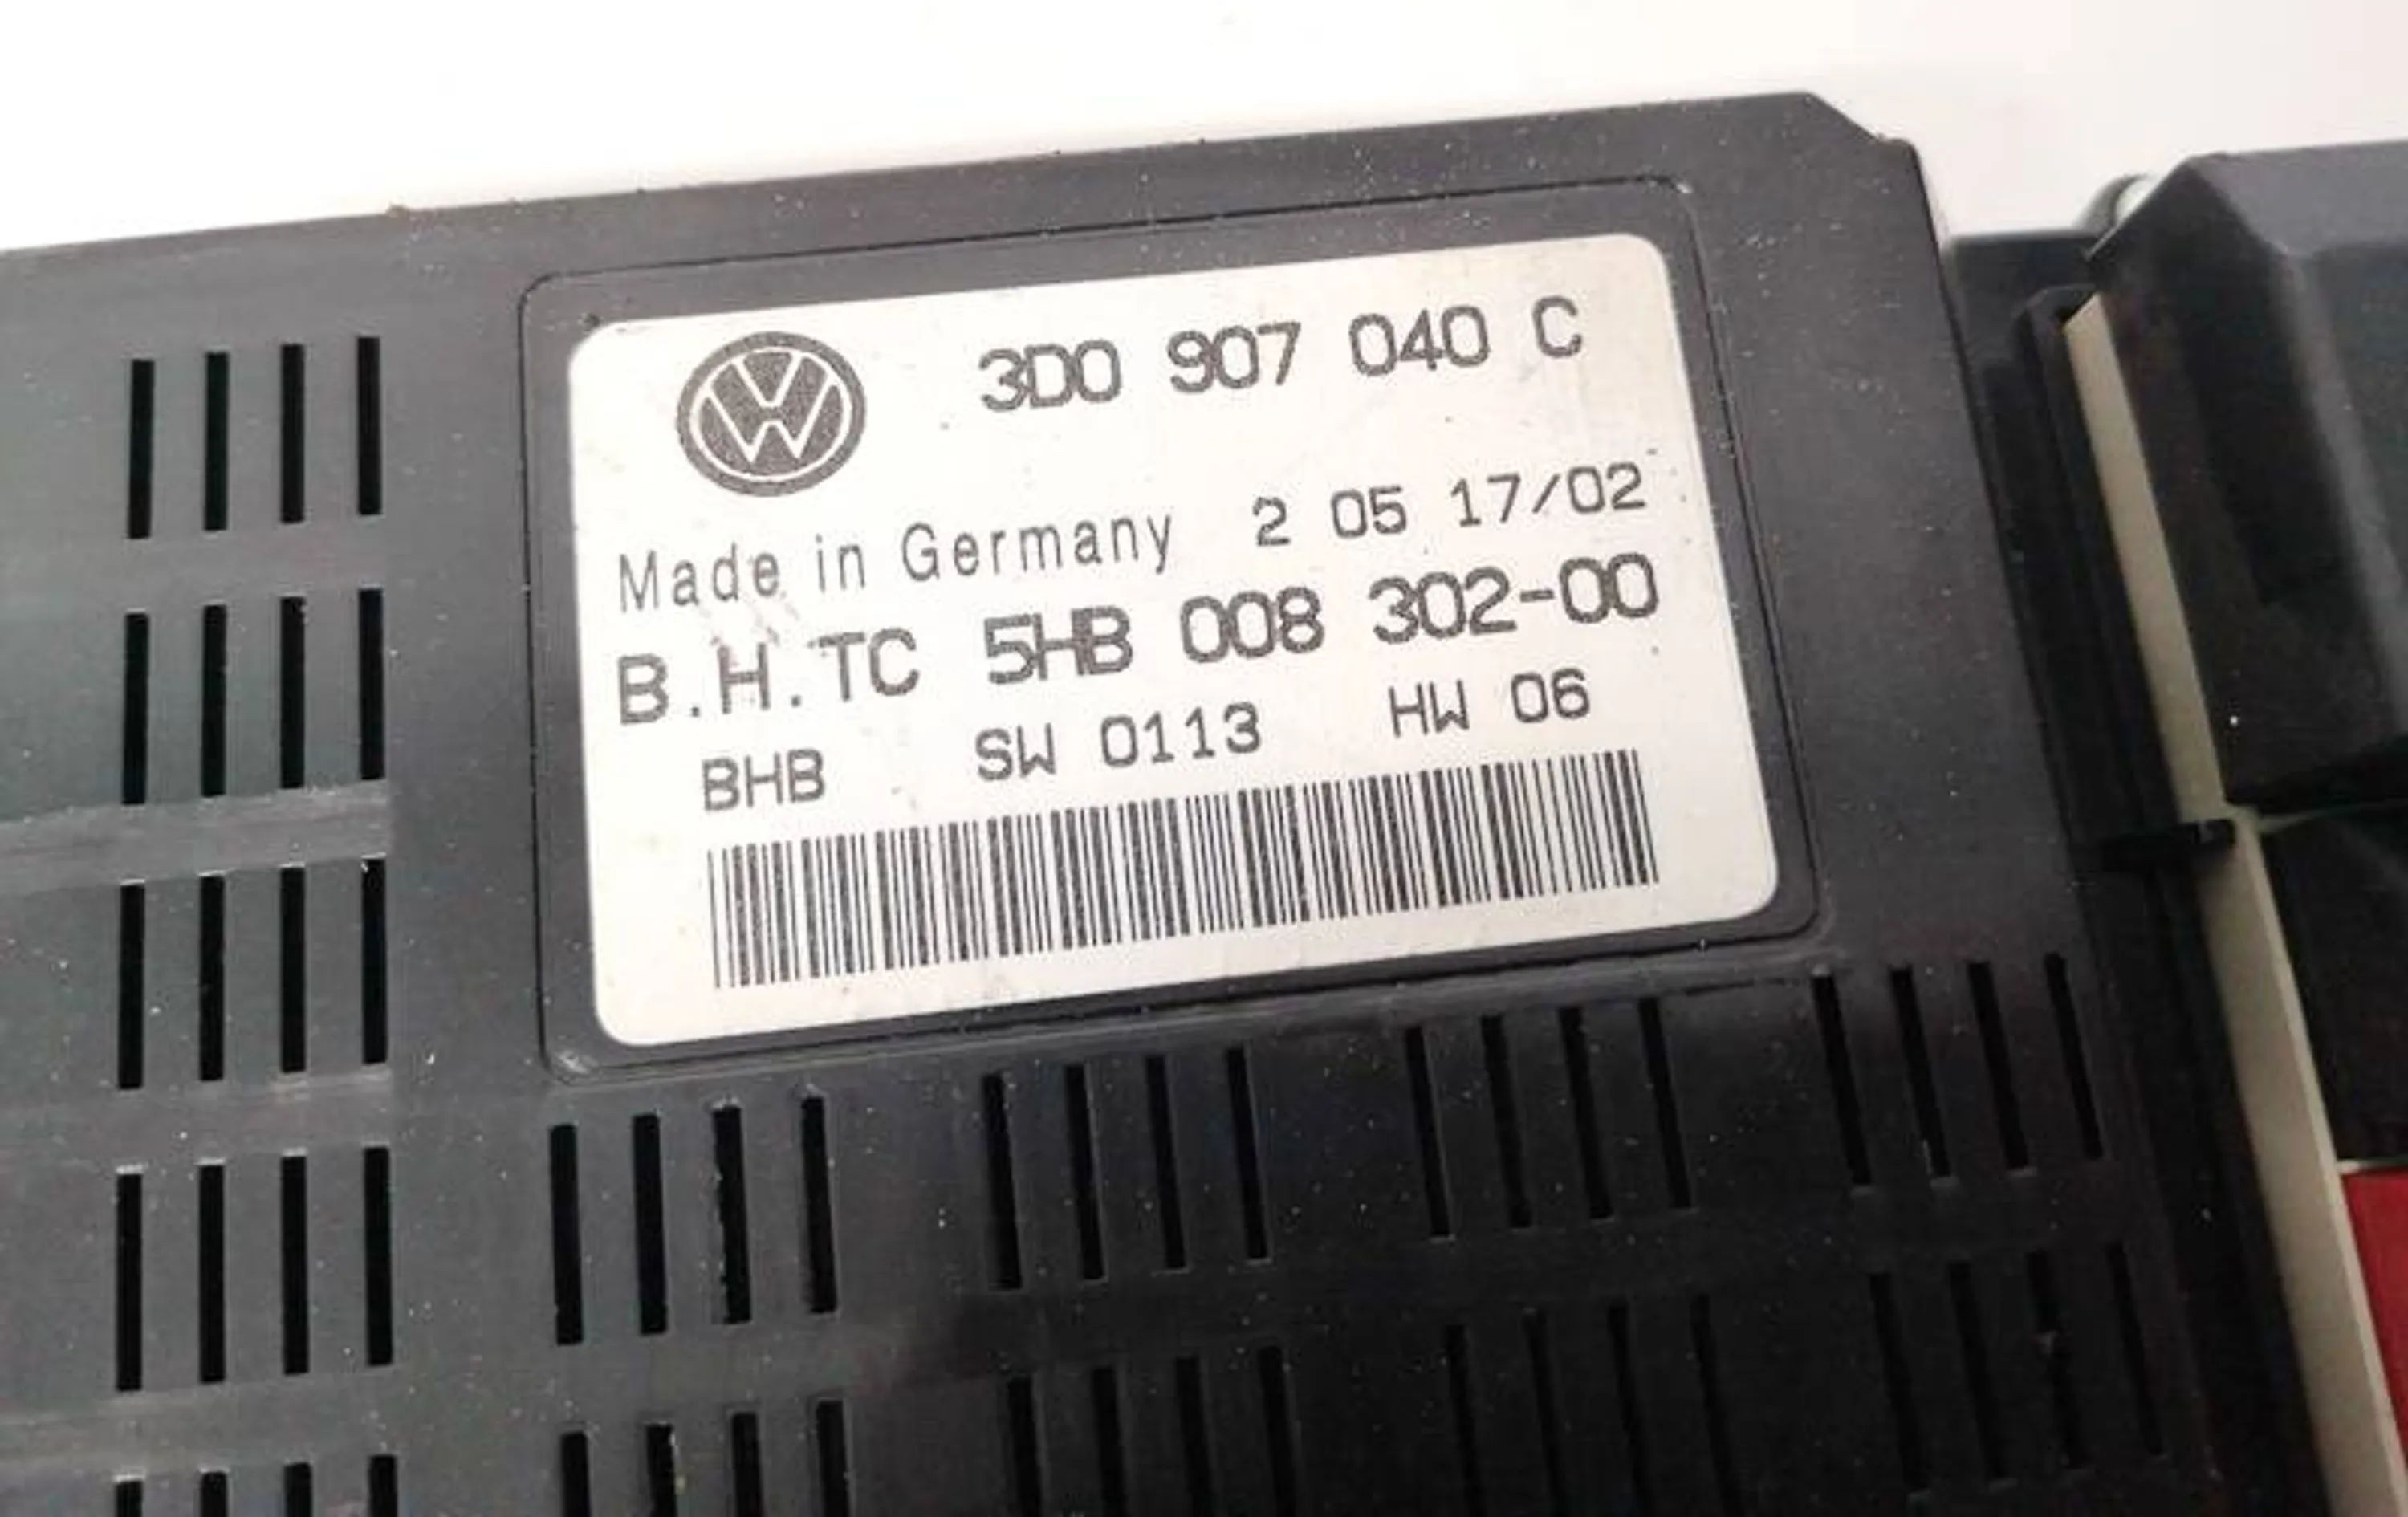 3D0 907 040 C
Made in Germany 2 05 17/02
B.H.TC 5HB 008 302-00
BHB SW 0113 HW 06